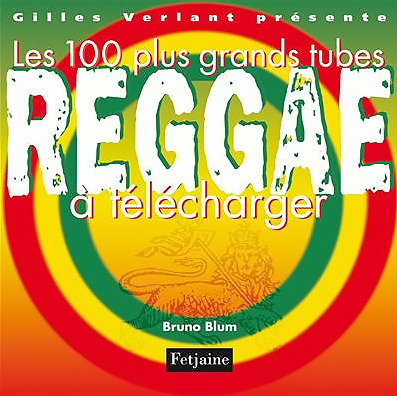 Gilles Verlant présente
Les 100 plus grands tubes
REGGAE
à télécharger
Bruno Blum
Fetjaine